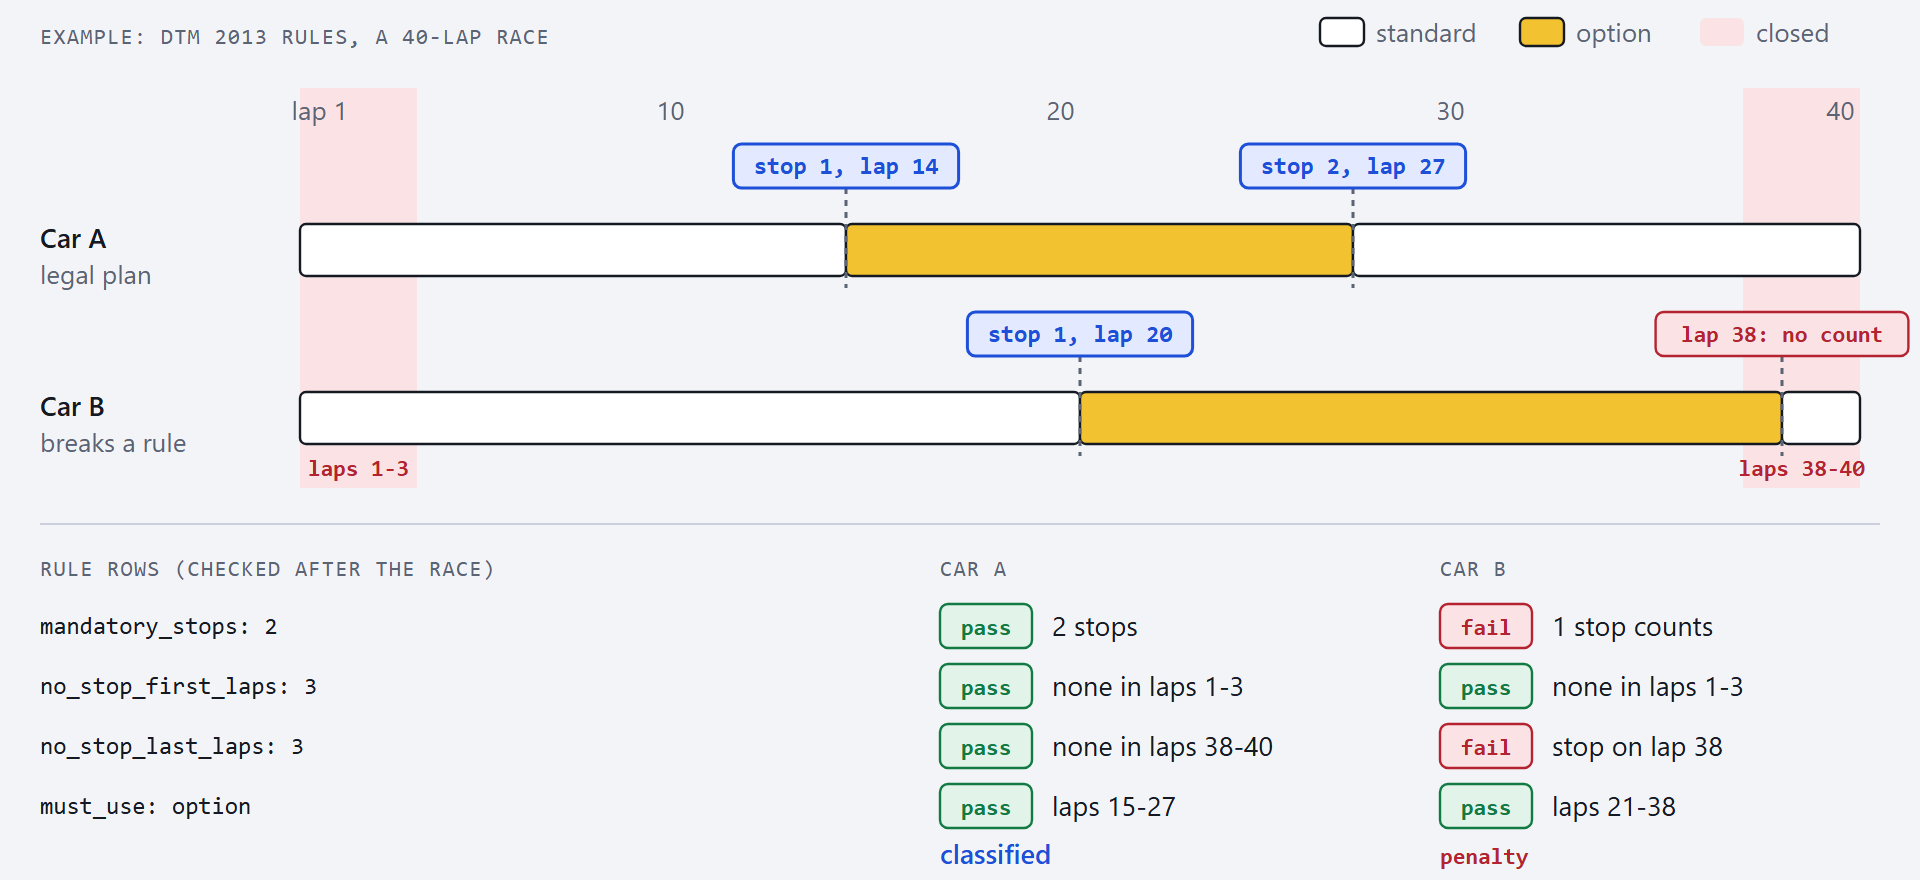 EXAMPLE: DTM 2013 RULES, A 40-LAP RACE
standard
option
closed
lap 1
10
20
30
40
stop 1, lap 14
stop 2, lap 27
Car A
legal plan
stop 1, lap 20
lap 38: no count
Car B
breaks a rule
laps 1-3
laps 38-40
RULE ROWS (CHECKED AFTER THE RACE)
CAR A
CAR B
mandatory_stops: 2
pass
2 stops
fail
1 stop counts
no_stop_first_laps: 3
pass
none in laps 1-3
pass
none in laps 1-3
no_stop_last_laps: 3
pass
none in laps 38-40
fail
stop on lap 38
must_use: option
pass
laps 15-27
pass
laps 21-38
classified
penalty